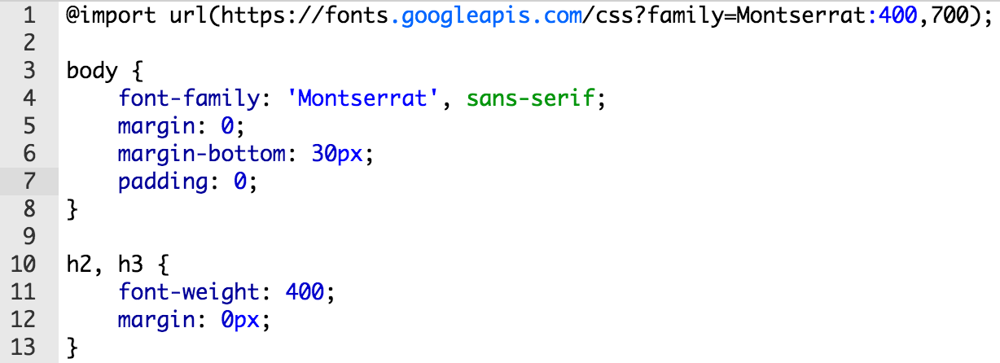 1 @import url(https://fonts.googleapis.com/css?family=Montserrat:400,700);
2
3 body {
4     font-family: 'Montserrat', sans-serif;
5     margin: 0;
6     margin-bottom: 30px;
7     padding: 0;
8 }
9
10 h2, h3 {
11     font-weight: 400;
12     margin: 0px;
13 }